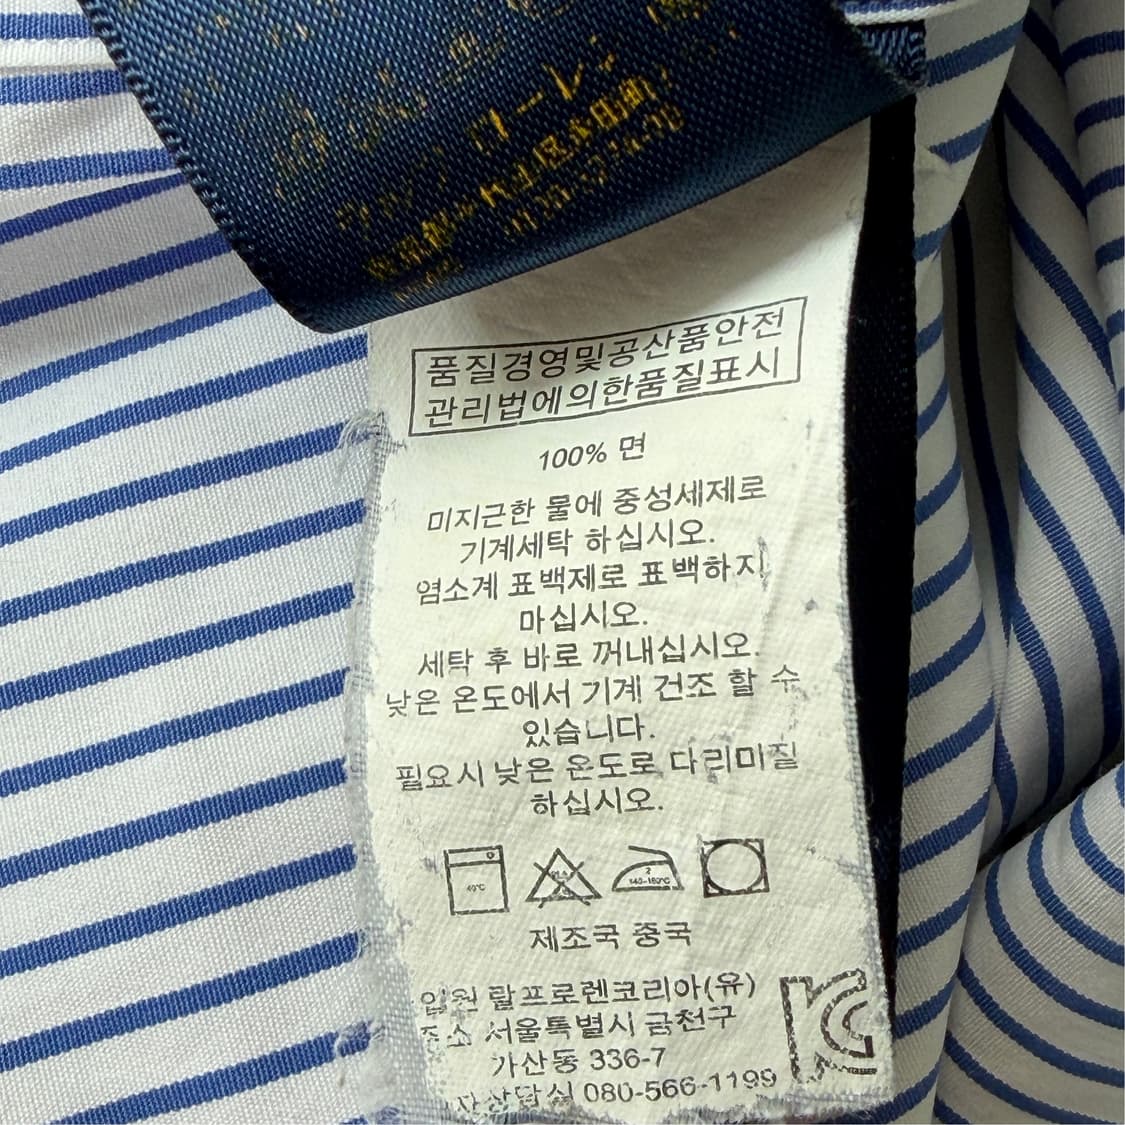 品質
품질경영및공산품안전
관리법에의한품질표시
100% 면
미지근한 물에 중성세제로
기계세탁 하십시오.
염소계 표백제로 표백하지
마십시오.
세탁 후 바로 꺼내십시오.
낮은 온도에서 기계 건조 할 수
있습니다.
필요시 낮은 온도로 다리미질
하십시오.
40°C
2
140-160°C
제조국 중국
입원 랄프로렌코리아(유)
주소 서울특별시 금천구
가산동 336-7
자상담실 080-566-1199